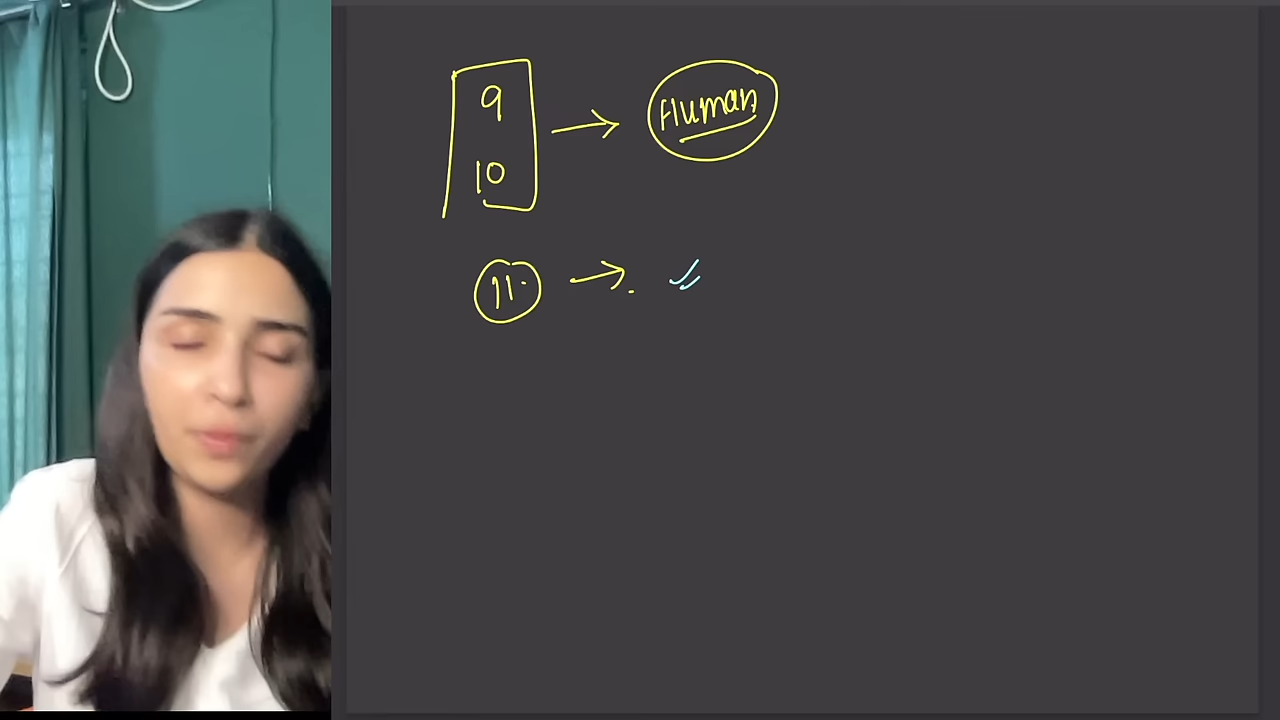 9 → Human
10
11. →